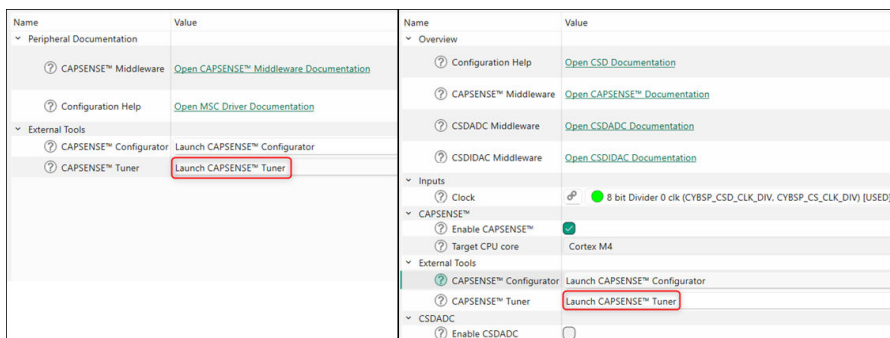 Name Value
Peripheral Documentation
CAPSENSE™ Middleware Open CAPSENSE™ Middleware Documentation
Configuration Help Open MSC Driver Documentation
External Tools
CAPSENSE™ Configurator Launch CAPSENSE™ Configurator
CAPSENSE™ Tuner Launch CAPSENSE™ Tuner
Name Value
Overview
Configuration Help Open CSD Documentation
CAPSENSE™ Middleware Open CAPSENSE™ Documentation
CSDADC Middleware Open CSDADC Documentation
CSDIDAC Middleware Open CSDIDAC Documentation
Inputs
Clock 8 bit Divider 0 clk (CYBSP_CSD_CLK_DIV, CYBSP_CS_CLK_DIV) [USED]
CAPSENSE™
Enable CAPSENSE™
Target CPU core Cortex M4
External Tools
CAPSENSE™ Configurator Launch CAPSENSE™ Configurator
CAPSENSE™ Tuner Launch CAPSENSE™ Tuner
CSDADC
Enable CSDADC